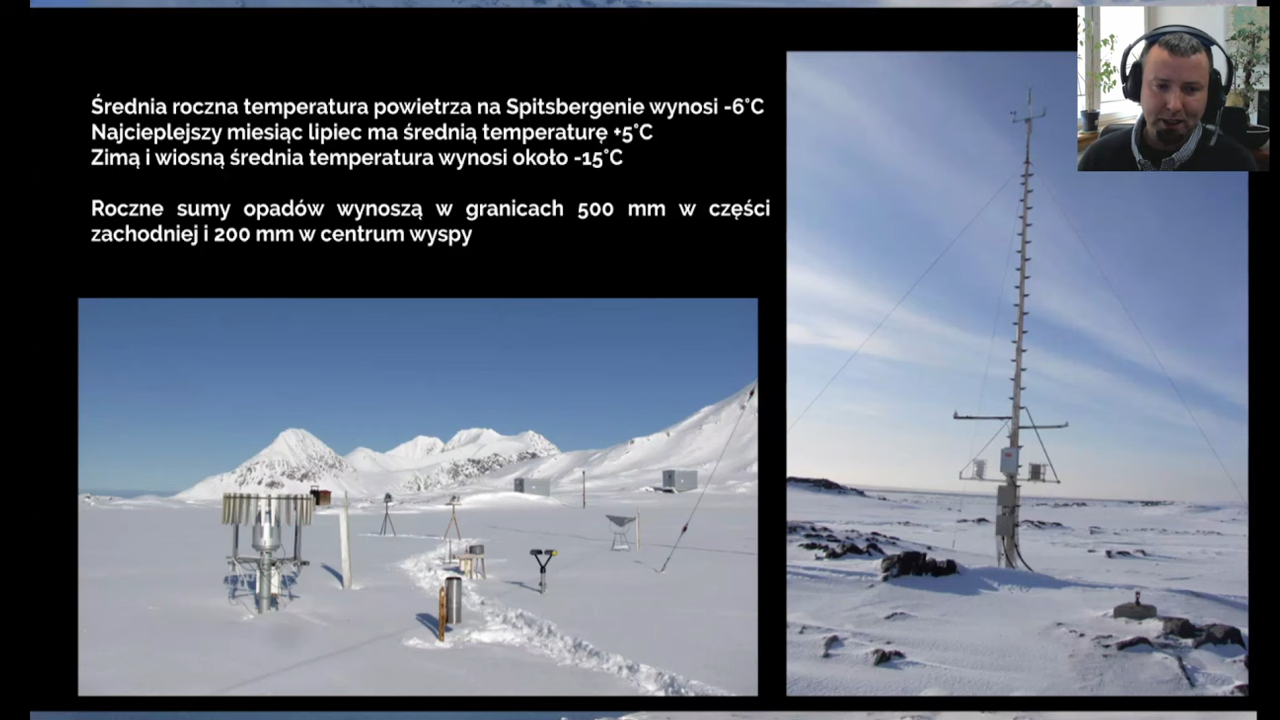 Średnia roczna temperatura powietrza na Spitsbergenie wynosi -6°C
Najcieplejszy miesiąc lipiec ma średnią temperaturę +5°C
Zimą i wiosną średnia temperatura wynosi około -15°C
Roczne sumy opadów wynoszą w granicach 500 mm w części
zachodniej i 200 mm w centrum wyspy